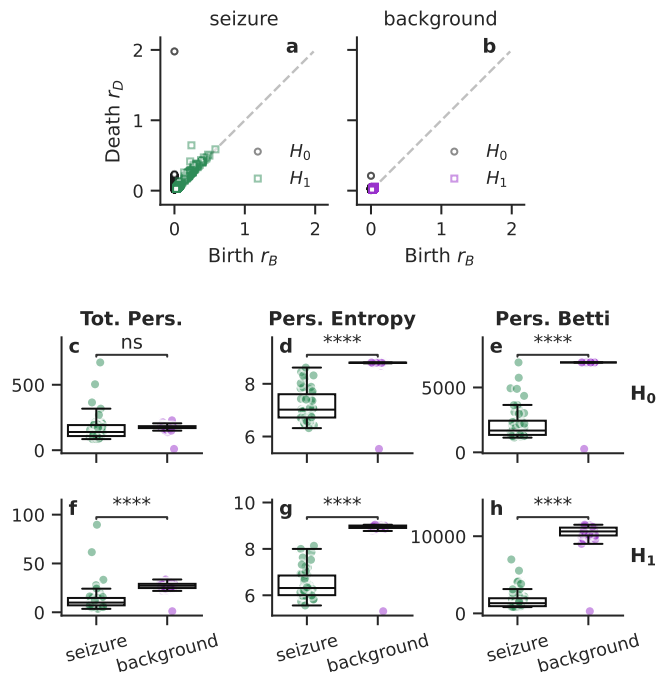 seizure
background
a
b
2
1
0
Death r_D
H_0
H_1
H_0
H_1
0
1
2
0
1
2
Birth r_B
Birth r_B
Tot. Pers.
Pers. Entropy
Pers. Betti
c
ns
d
****
e
****
500
0
8
6
5000
0
H_0
f
****
g
****
h
****
100
50
0
10
8
6
10000
0
H_1
seizure
background
seizure
background
seizure
background